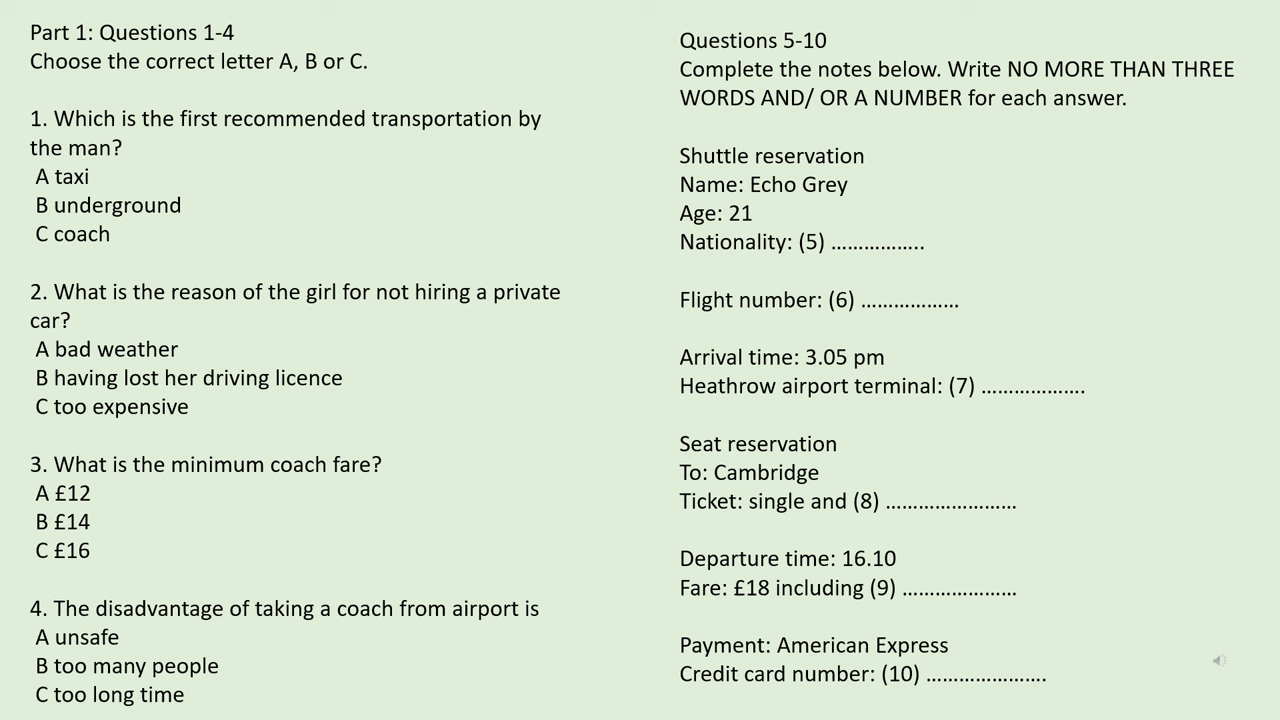 Part 1: Questions 1-4
Choose the correct letter A, B or C.
1. Which is the first recommended transportation by
the man?
A taxi
B underground
C coach
2. What is the reason of the girl for not hiring a private
car?
A bad weather
B having lost her driving licence
C too expensive
3. What is the minimum coach fare?
A £12
B £14
C £16
4. The disadvantage of taking a coach from airport is
A unsafe
B too many people
C too long time
Questions 5-10
Complete the notes below. Write NO MORE THAN THREE
WORDS AND/ OR A NUMBER for each answer.
Shuttle reservation
Name: Echo Grey
Age: 21
Nationality: (5) ……………..
Flight number: (6) ………………
Arrival time: 3.05 pm
Heathrow airport terminal: (7) ……………….
Seat reservation
To: Cambridge
Ticket: single and (8) ……………………
Departure time: 16.10
Fare: £18 including (9) …………………
Payment: American Express
Credit card number: (10) ………………….